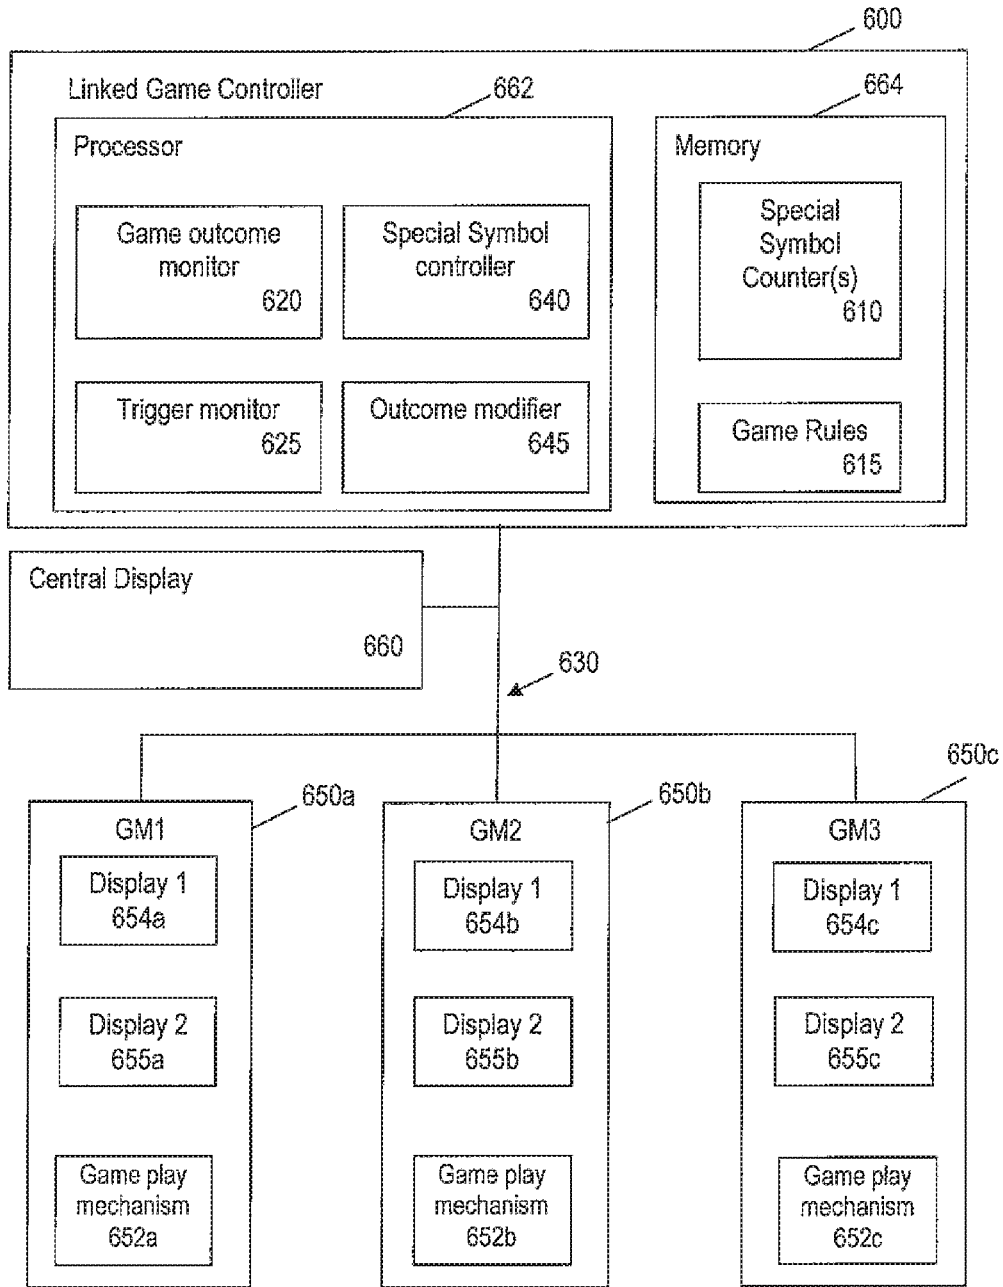 600
Linked Game Controller
662
664
Processor
Memory
Game outcome
monitor
620
Special Symbol
controller
640
Special
Symbol
Counter(s)
610
Trigger monitor
625
Outcome modifier
645
Game Rules
615
Central Display
660
630
650a
650b
650c
GM1
Display 1
654a
Display 2
655a
Game play
mechanism
652a
GM2
Display 1
654b
Display 2
655b
Game play
mechanism
652b
GM3
Display 1
654c
Display 2
655c
Game play
mechanism
652c